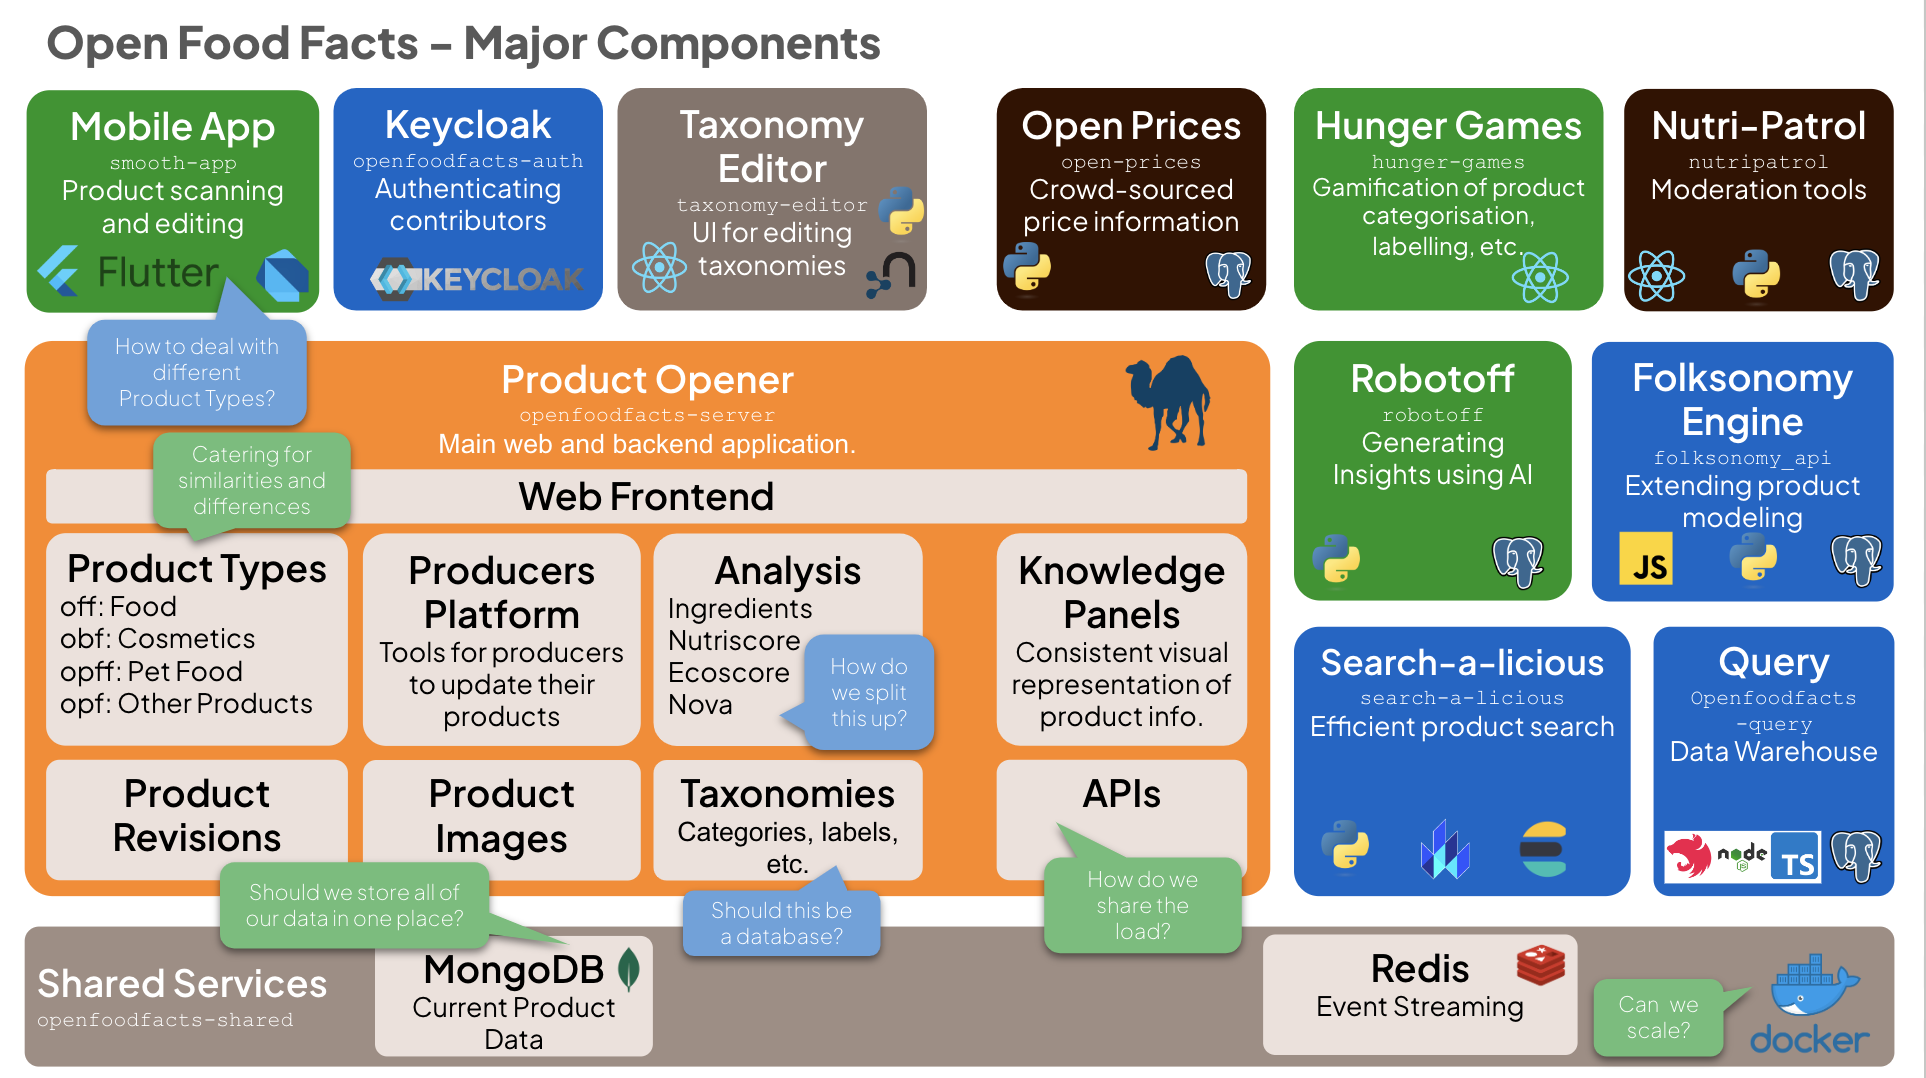 Open Food Facts - Major Components
Mobile App
smooth-app
Product scanning
and editing
Flutter
Keycloak
openfoodfacts-auth
Authenticating
contributors
KEYCLOAK
Taxonomy
Editor
taxonomy-editor
UI for editing
taxonomies
Open Prices
open-prices
Crowd-sourced
price information
Hunger Games
hunger-games
Gamification of product
categorisation,
labelling, etc.
Nutri-Patrol
nutripatrol
Moderation tools
How to deal with
different
Product Types?
Product Opener
openfoodfacts-server
Main web and backend application.
Catering for
similarities and
differences
Web Frontend
Product Types
off: Food
obf: Cosmetics
opff: Pet Food
opf: Other Products
Producers
Platform
Tools for producers
to update their
products
Analysis
Ingredients
Nutriscore
Ecoscore
Nova
How do
we split
this up?
Knowledge
Panels
Consistent visual
representation of
product info.
Product
Revisions
Product
Images
Taxonomies
Categories, labels,
etc.
APIs
Robotoff
robotoff
Generating
Insights using AI
Folksonomy
Engine
folksonomy_api
Extending product
modeling
JS
Search-a-licious
search-a-licious
Efficient product search
Query
Openfoodfacts
-query
Data Warehouse
node
JS
TS
Should we store all of
our data in one place?
Should this be
a database?
How do we
share the
load?
Shared Services
openfoodfacts-shared
MongoDB
Current Product
Data
Redis
Event Streaming
Can we
scale?
docker